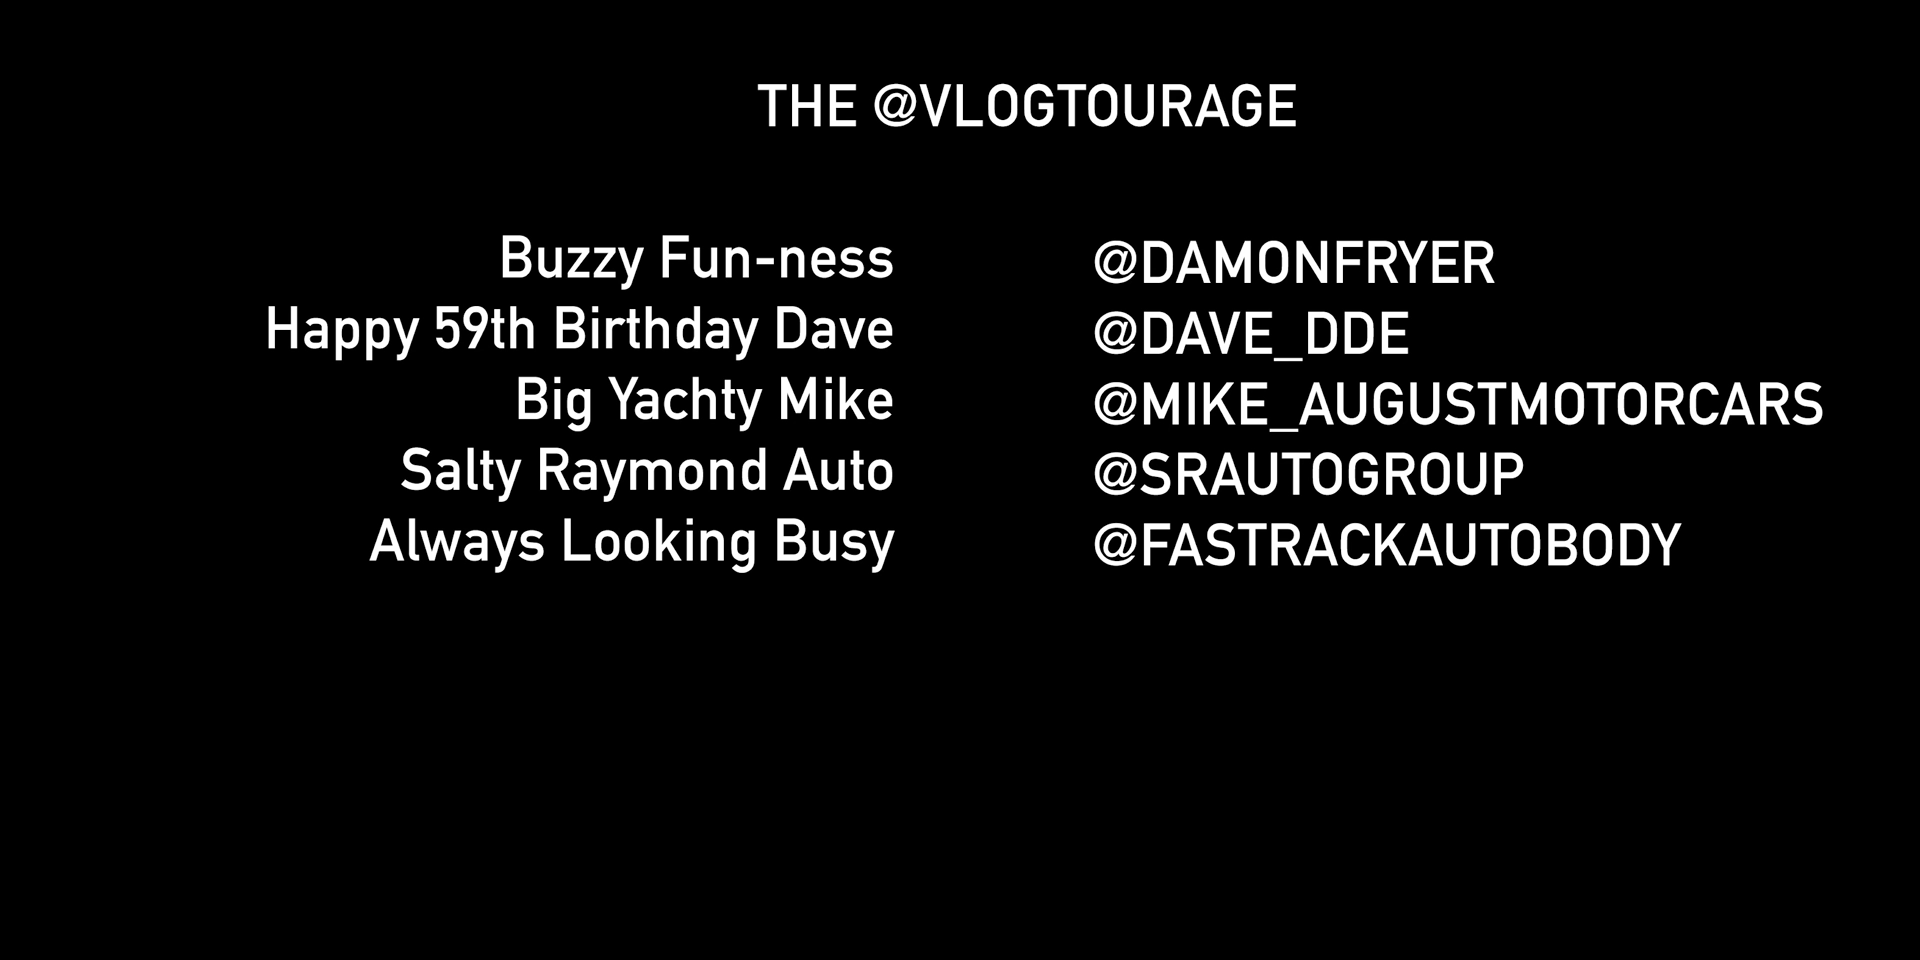 THE @VLOGTOURAGE
Buzzy Fun-ness @DAMONFRYER
Happy 59th Birthday Dave @DAVE_DDE
Big Yachty Mike @MIKE_AUGUSTMOTORCARS
Salty Raymond Auto @SRAUTOGROUP
Always Looking Busy @FASTRACKAUTOBODY